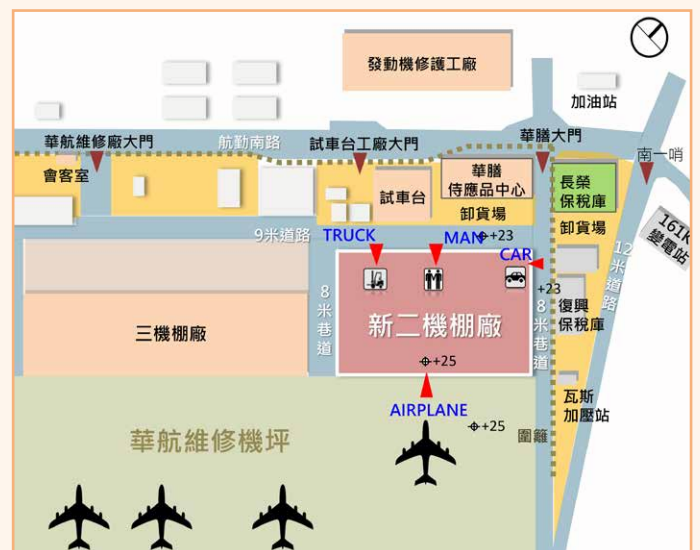 發動機修護工廠
加油站
華航維修廠大門
航勤南路
試車台工廠大門
華膳大門
南一哨
會客室
試車台
華膳
侍應品中心
長榮
保稅庫
卸貨場
卸貨場
161K
變電站
9米道路
TRUCK
MAN
+23
CAR
12米道路
+23
8米巷道
新二機棚廠
8米巷道
復興
保稅庫
三機棚廠
+25
瓦斯
加壓站
AIRPLANE
+25
圍籬
華航維修機坪